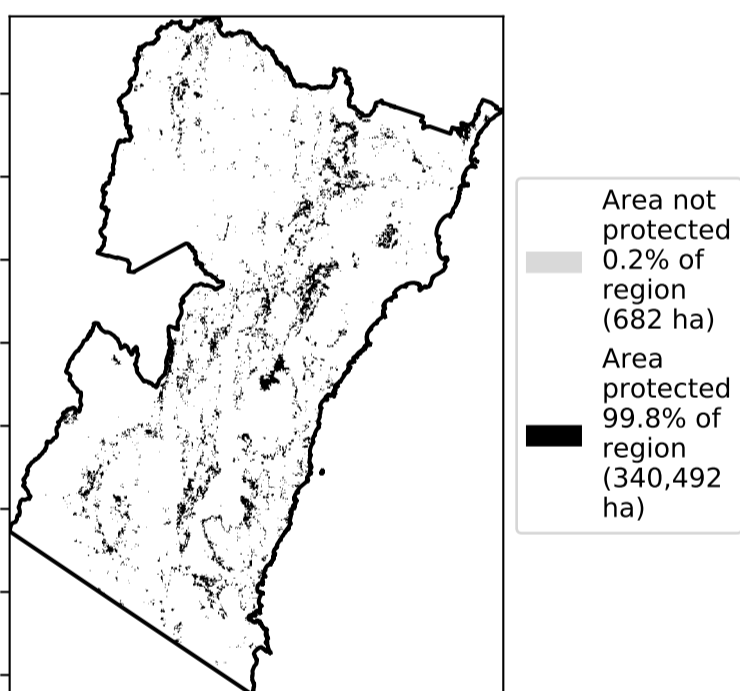 Area not
protected
0.2% of
region
(682 ha)
Area
protected
99.8% of
region
(340,492
ha)